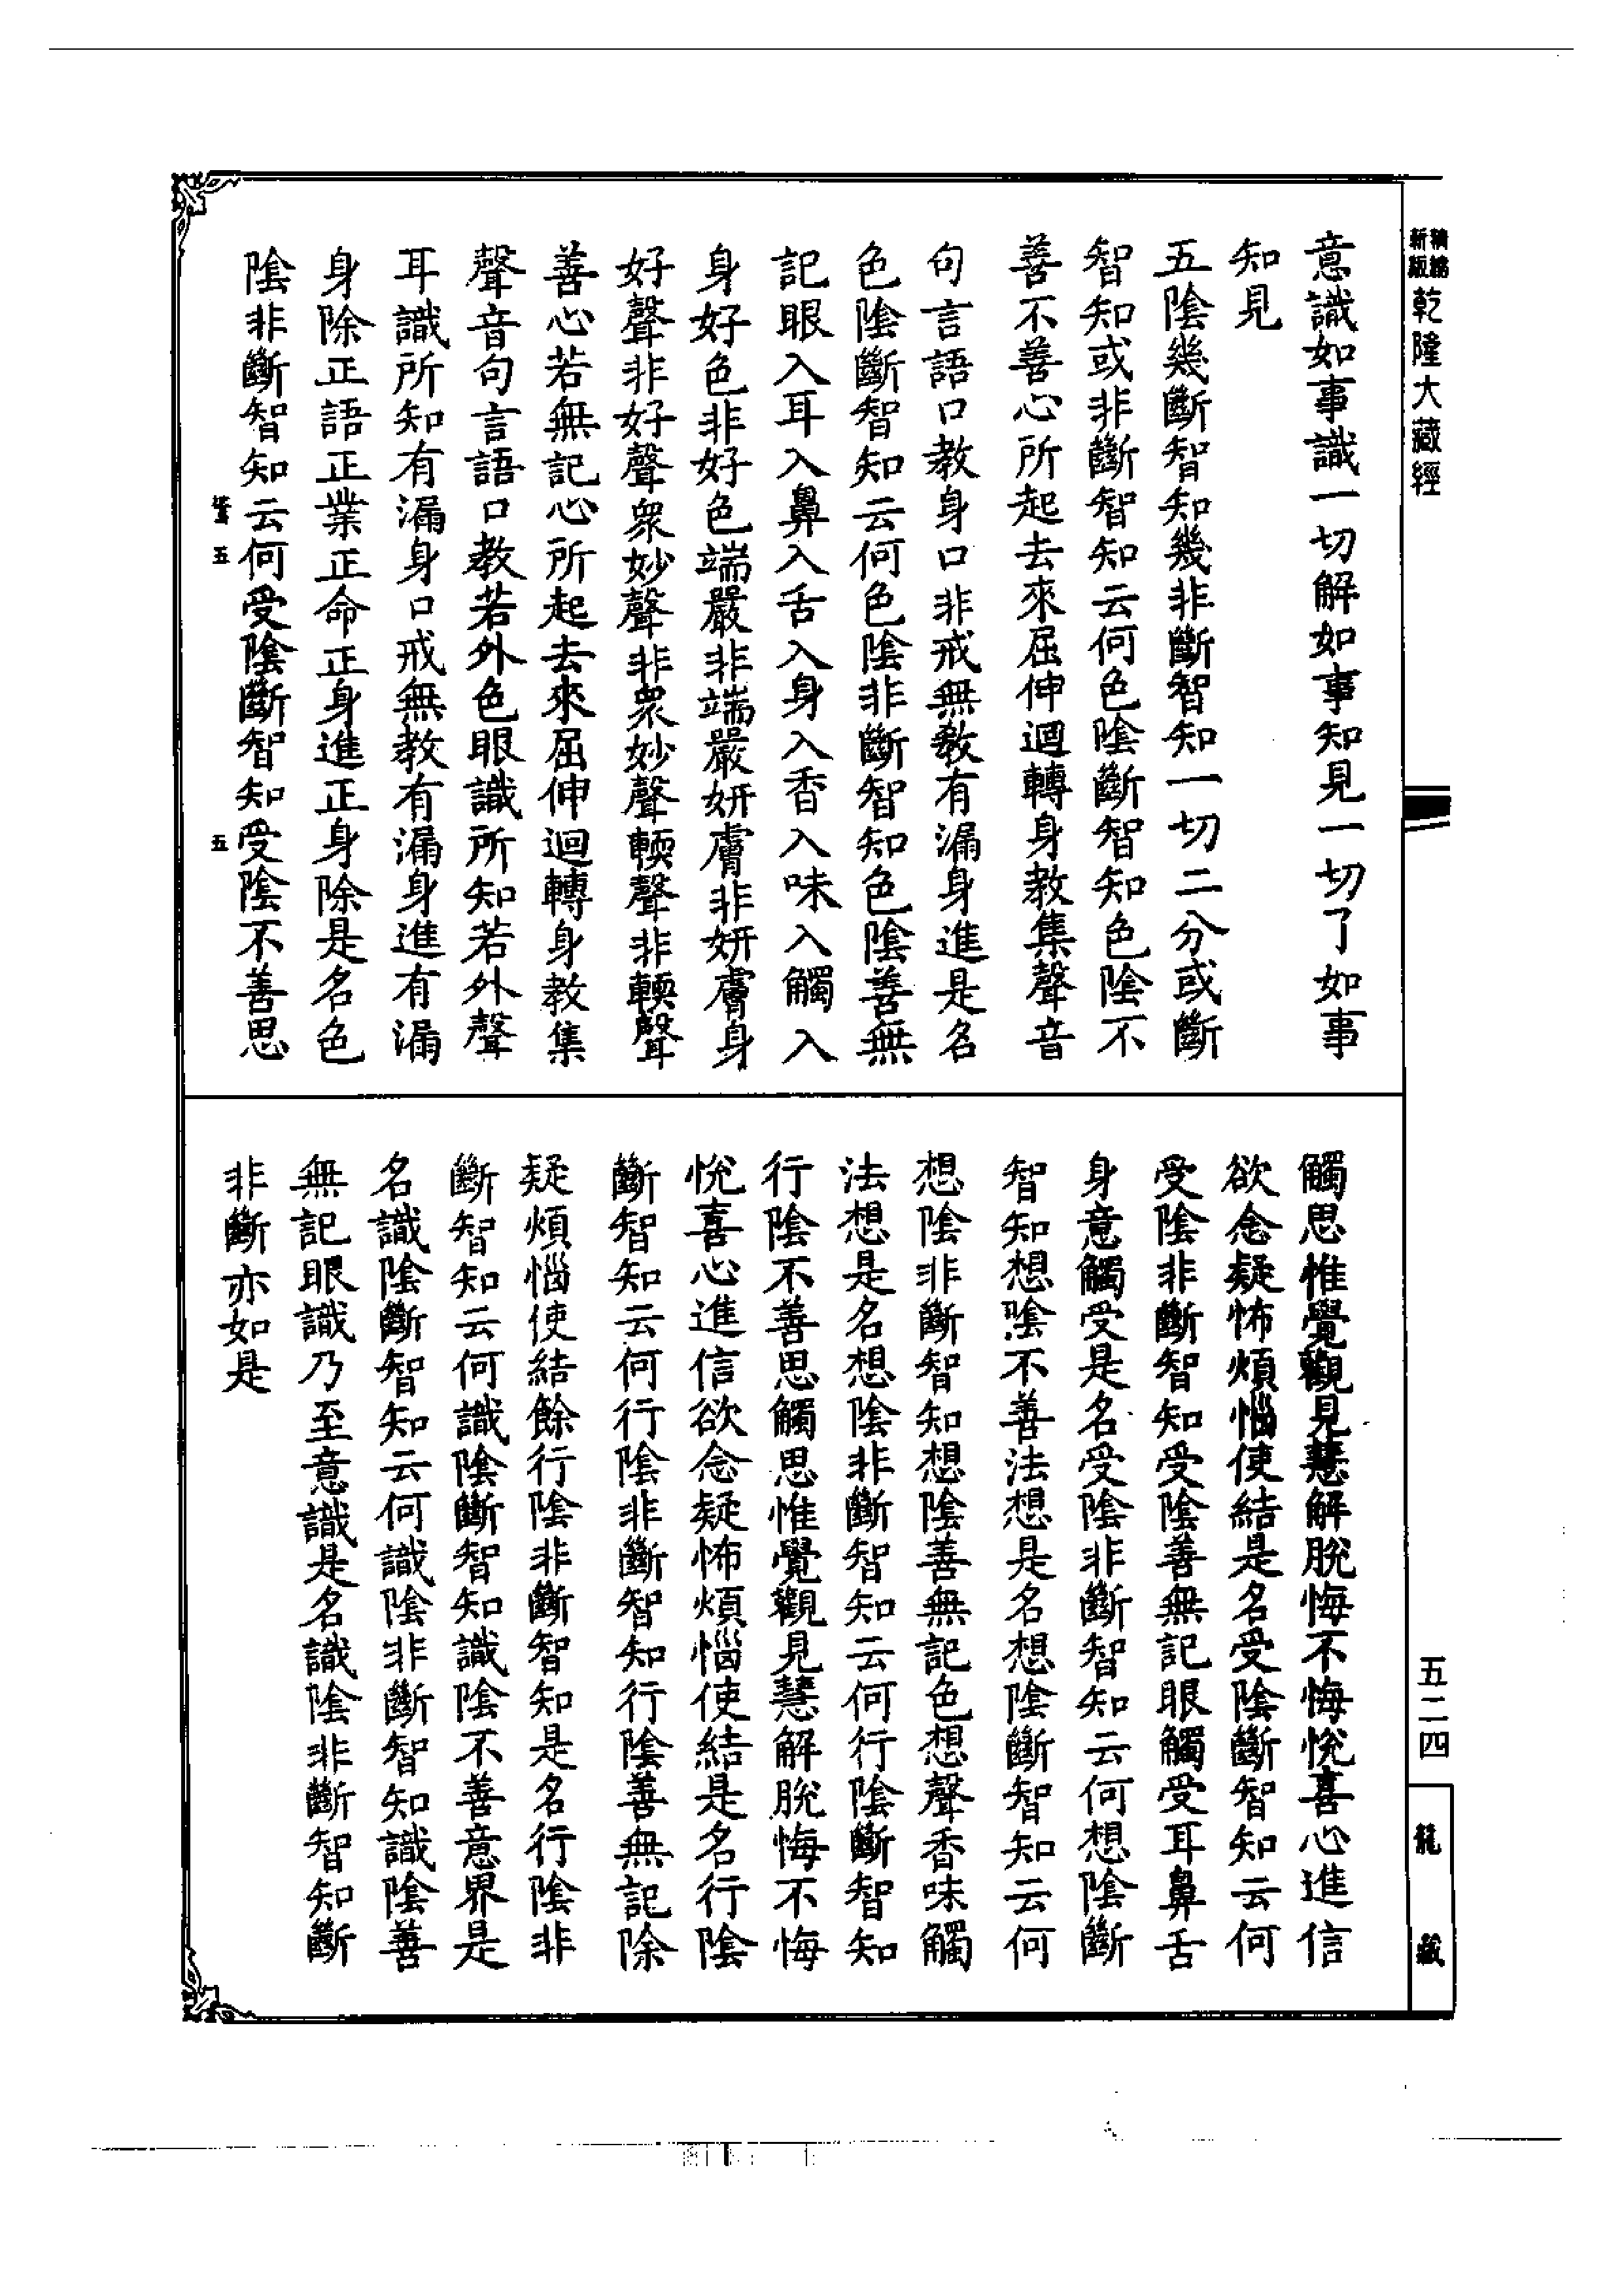 新版
精縮
乾隆大藏經
五二四
龍藏
意識如事識一切解如事知見一切了如事
知見
五陰幾斷智知幾非斷智知一切二分或斷
智知或非斷智知云何色陰斷智知色陰不
善不善心所起去來屈伸迴轉身教集聲音
句言語口教身口非戒無教有漏身進是名
色陰斷智知云何色陰非斷智知色陰善無
記眼入耳入鼻入舌入身入香入味入觸入
身好色非好色端嚴非端嚴妍膚非妍膚身
好聲非好聲衆妙聲非衆妙聲輭聲非輭聲
善心若無記心所起去來屈伸迴轉身教集
聲音句言語口教若外色眼識所知若外聲
耳識所知有漏身口戒無教有漏身進有漏
身除正語正業正命正身進正身除是名色
陰非斷智知云何受陰斷智知受陰不善思
五
五
觸思惟覺觀見慧解脫悔不悔悅喜心進信
欲念疑怖煩惱使結是名受陰斷智知云何
受陰非斷智知受陰善無記眼觸受耳鼻舌
身意觸受是名受陰非斷智知云何想陰斷
智知想陰不善法想是名想陰斷智知云何
想陰非斷智知想陰善無記色想聲香味觸
法想是名想陰非斷智知云何行陰斷智知
行陰不善思觸思惟覺觀見慧解脫悔不悔
悅喜心進信欲念疑怖煩惱使結是名行陰
斷智知云何行陰非斷智知行陰善無記除
疑煩惱使結餘行陰非斷智知是名行陰非
斷智知云何識陰斷智知識陰不善意界是
名識陰斷智知云何識陰非斷智知識陰善
無記眼識乃至意識是名識陰非斷智知斷
非斷亦如是